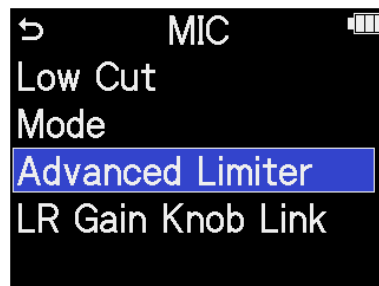 MIC
Low Cut
Mode
Advanced Limiter
LR Gain Knob Link